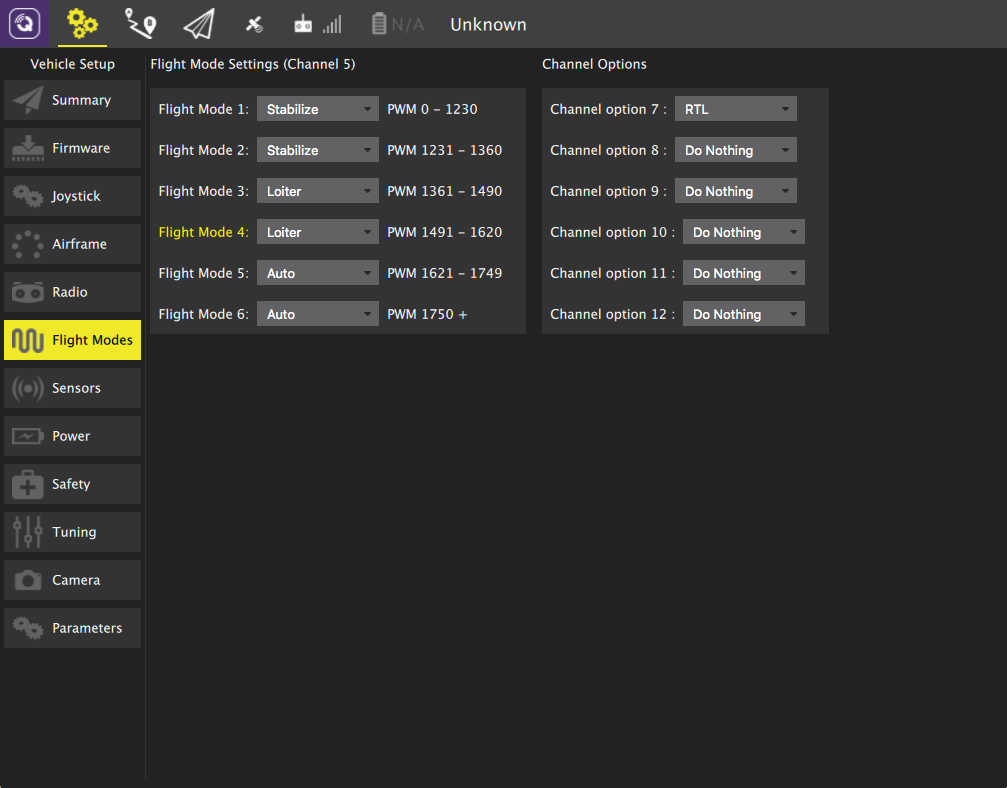 N/A Unknown
Vehicle Setup
Summary
Firmware
Joystick
Airframe
Radio
Flight Modes
Sensors
Power
Safety
Tuning
Camera
Parameters
Flight Mode Settings (Channel 5)
Flight Mode 1: Stabilize PWM 0 - 1230
Flight Mode 2: Stabilize PWM 1231 - 1360
Flight Mode 3: Loiter PWM 1361 - 1490
Flight Mode 4: Loiter PWM 1491 - 1620
Flight Mode 5: Auto PWM 1621 - 1749
Flight Mode 6: Auto PWM 1750 +
Channel Options
Channel option 7 : RTL
Channel option 8 : Do Nothing
Channel option 9 : Do Nothing
Channel option 10 : Do Nothing
Channel option 11 : Do Nothing
Channel option 12 : Do Nothing